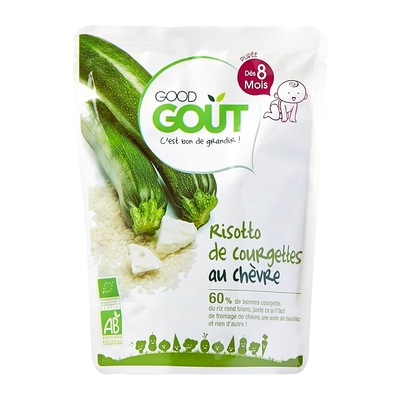 PURÉE
Dès 8
Mois
GOOD
GOÛT
C'est bon de grandir !
Risotto
de courgettes
au chèvre
60% de bonnes courgettes,
du riz rond blanc, juste ce qu'il faut
de fromage de chèvre, une pointe de basilic
et rien d'autre !
AB